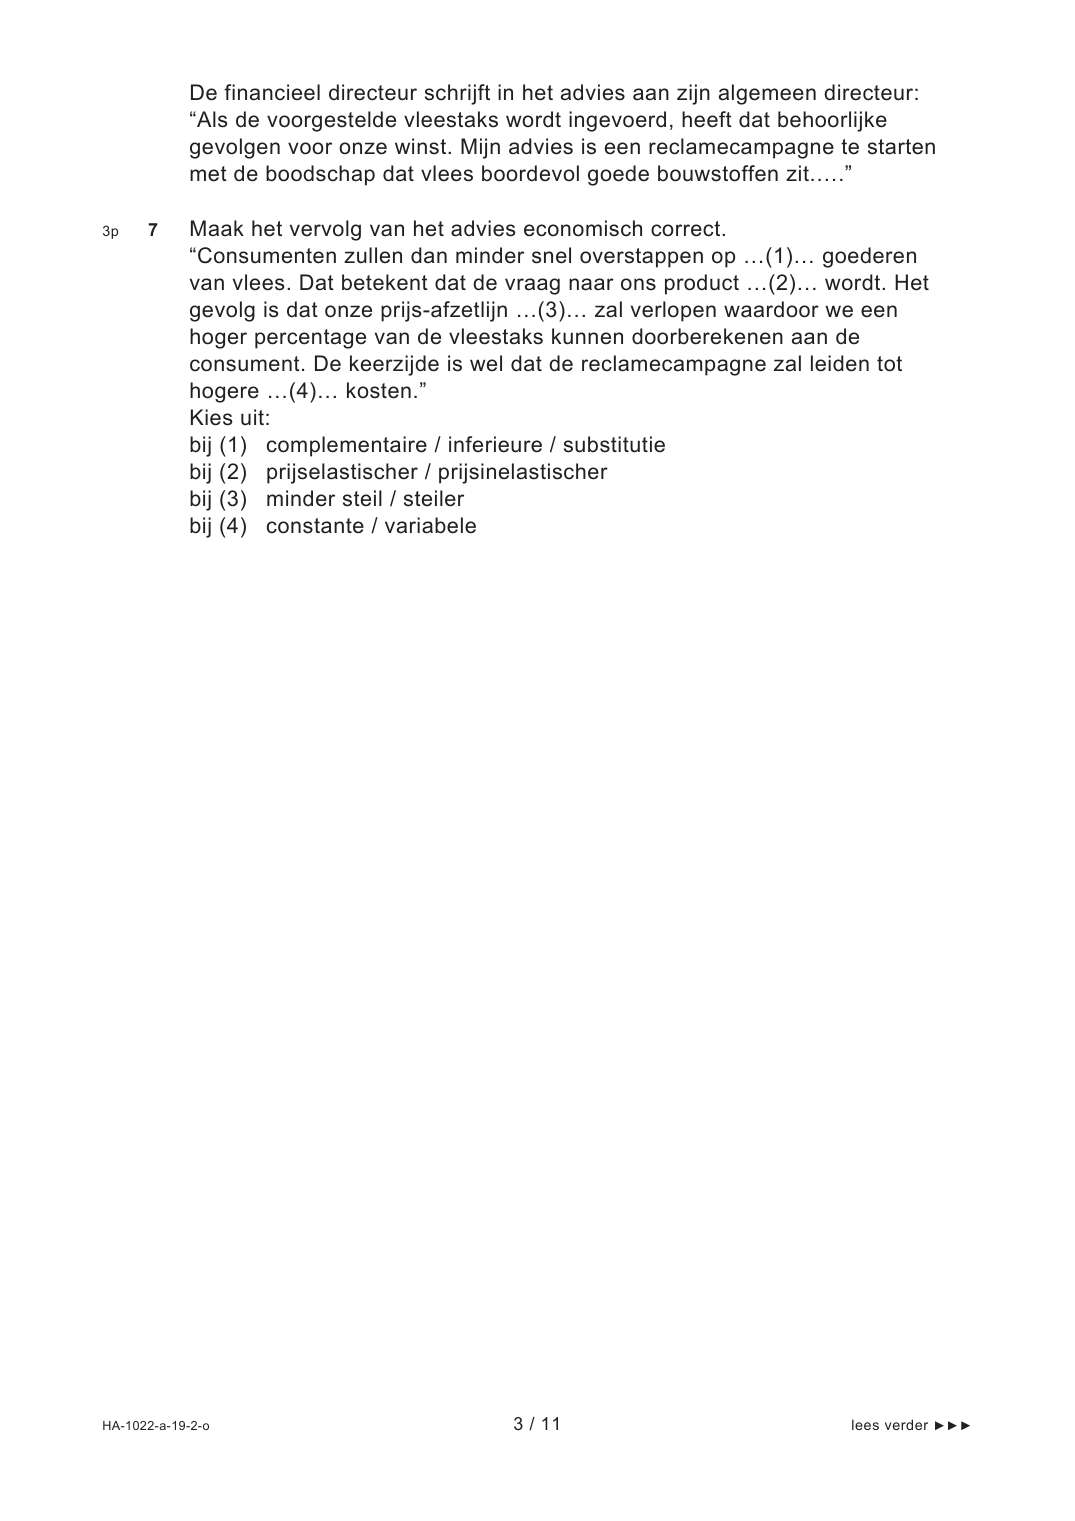 De financieel directeur schrijft in het advies aan zijn algemeen directeur:
“Als de voorgestelde vleestaks wordt ingevoerd, heeft dat behoorlijke
gevolgen voor onze winst. Mijn advies is een reclamecampagne te starten
met de boodschap dat vlees boordevol goede bouwstoffen zit…..”
3p 7 Maak het vervolg van het advies economisch correct.
“Consumenten zullen dan minder snel overstappen op …(1)… goederen
van vlees. Dat betekent dat de vraag naar ons product …(2)… wordt. Het
gevolg is dat onze prijs-afzetlijn …(3)… zal verlopen waardoor we een
hoger percentage van de vleestaks kunnen doorberekenen aan de
consument. De keerzijde is wel dat de reclamecampagne zal leiden tot
hogere …(4)… kosten.”
Kies uit:
bij (1) complementaire / inferieure / substitutie
bij (2) prijselastischer / prijsinelastischer
bij (3) minder steil / steiler
bij (4) constante / variabele
HA-1022-a-19-2-o 3 / 11 lees verder ►►►